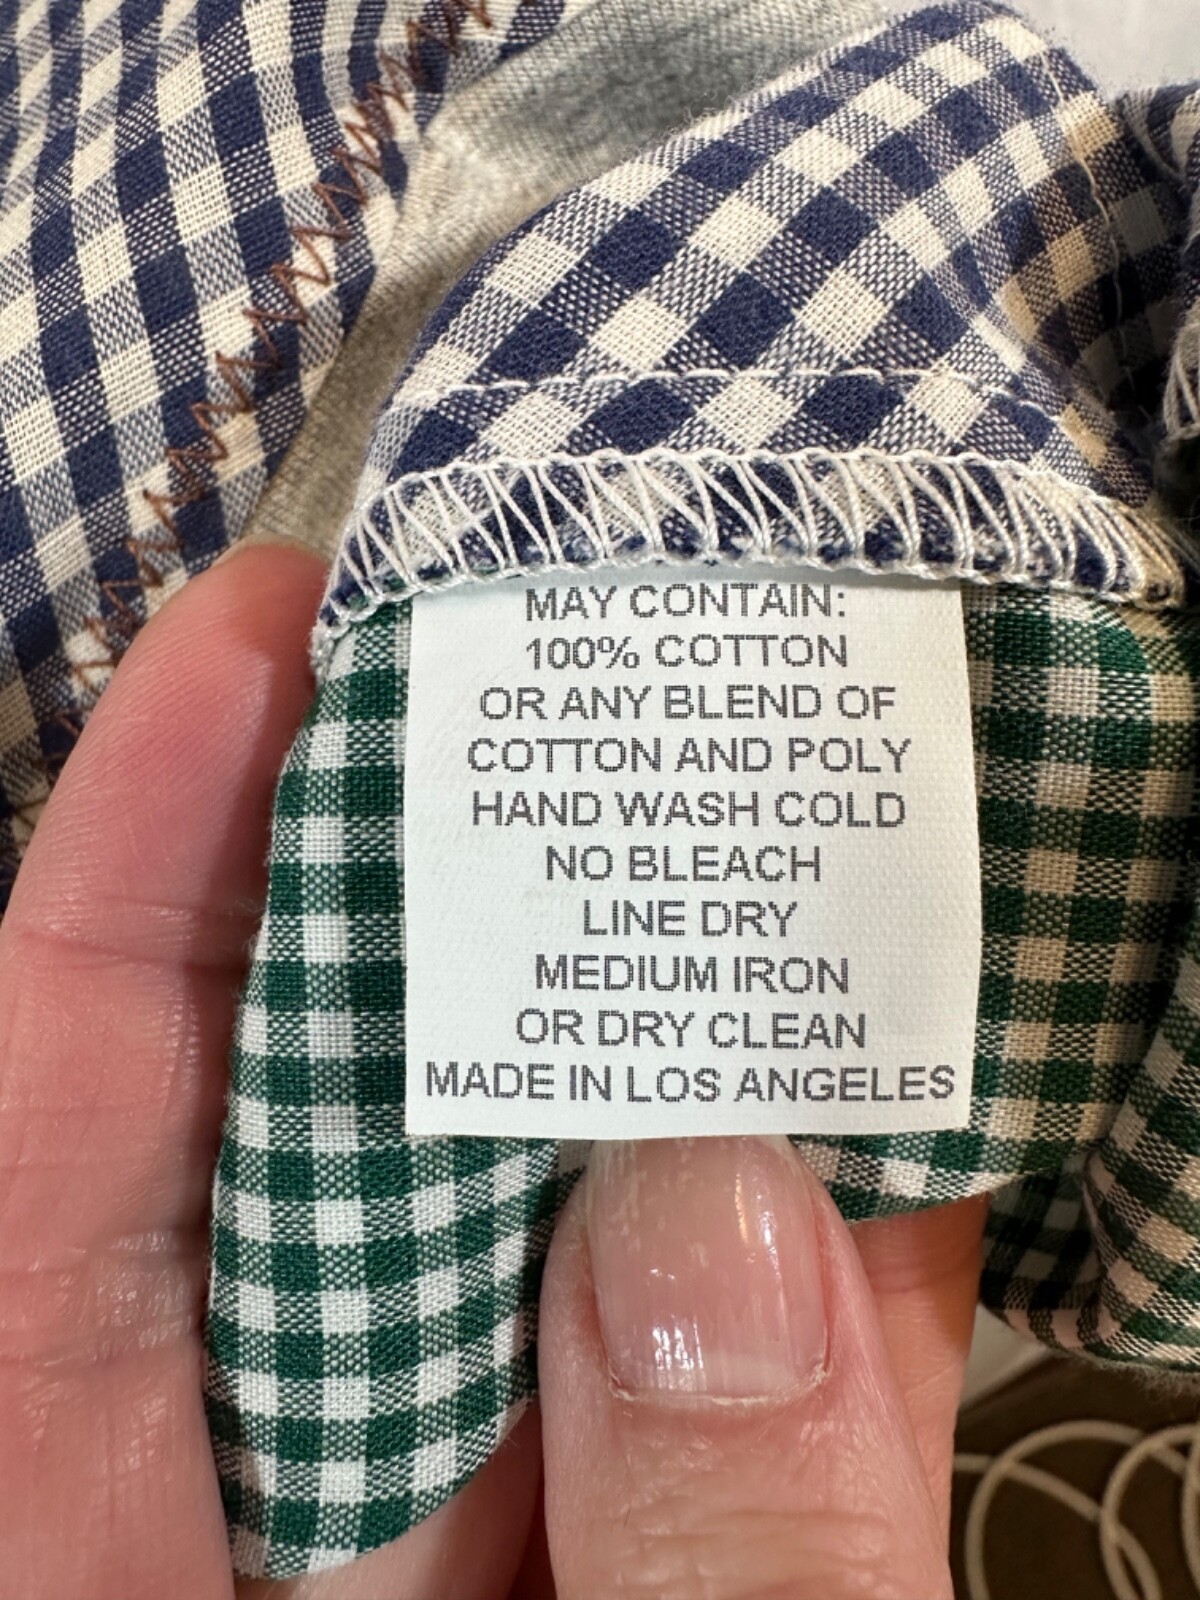 MAY CONTAIN:
100% COTTON
OR ANY BLEND OF
COTTON AND POLY
HAND WASH COLD
NO BLEACH
LINE DRY
MEDIUM IRON
OR DRY CLEAN
MADE IN LOS ANGELES